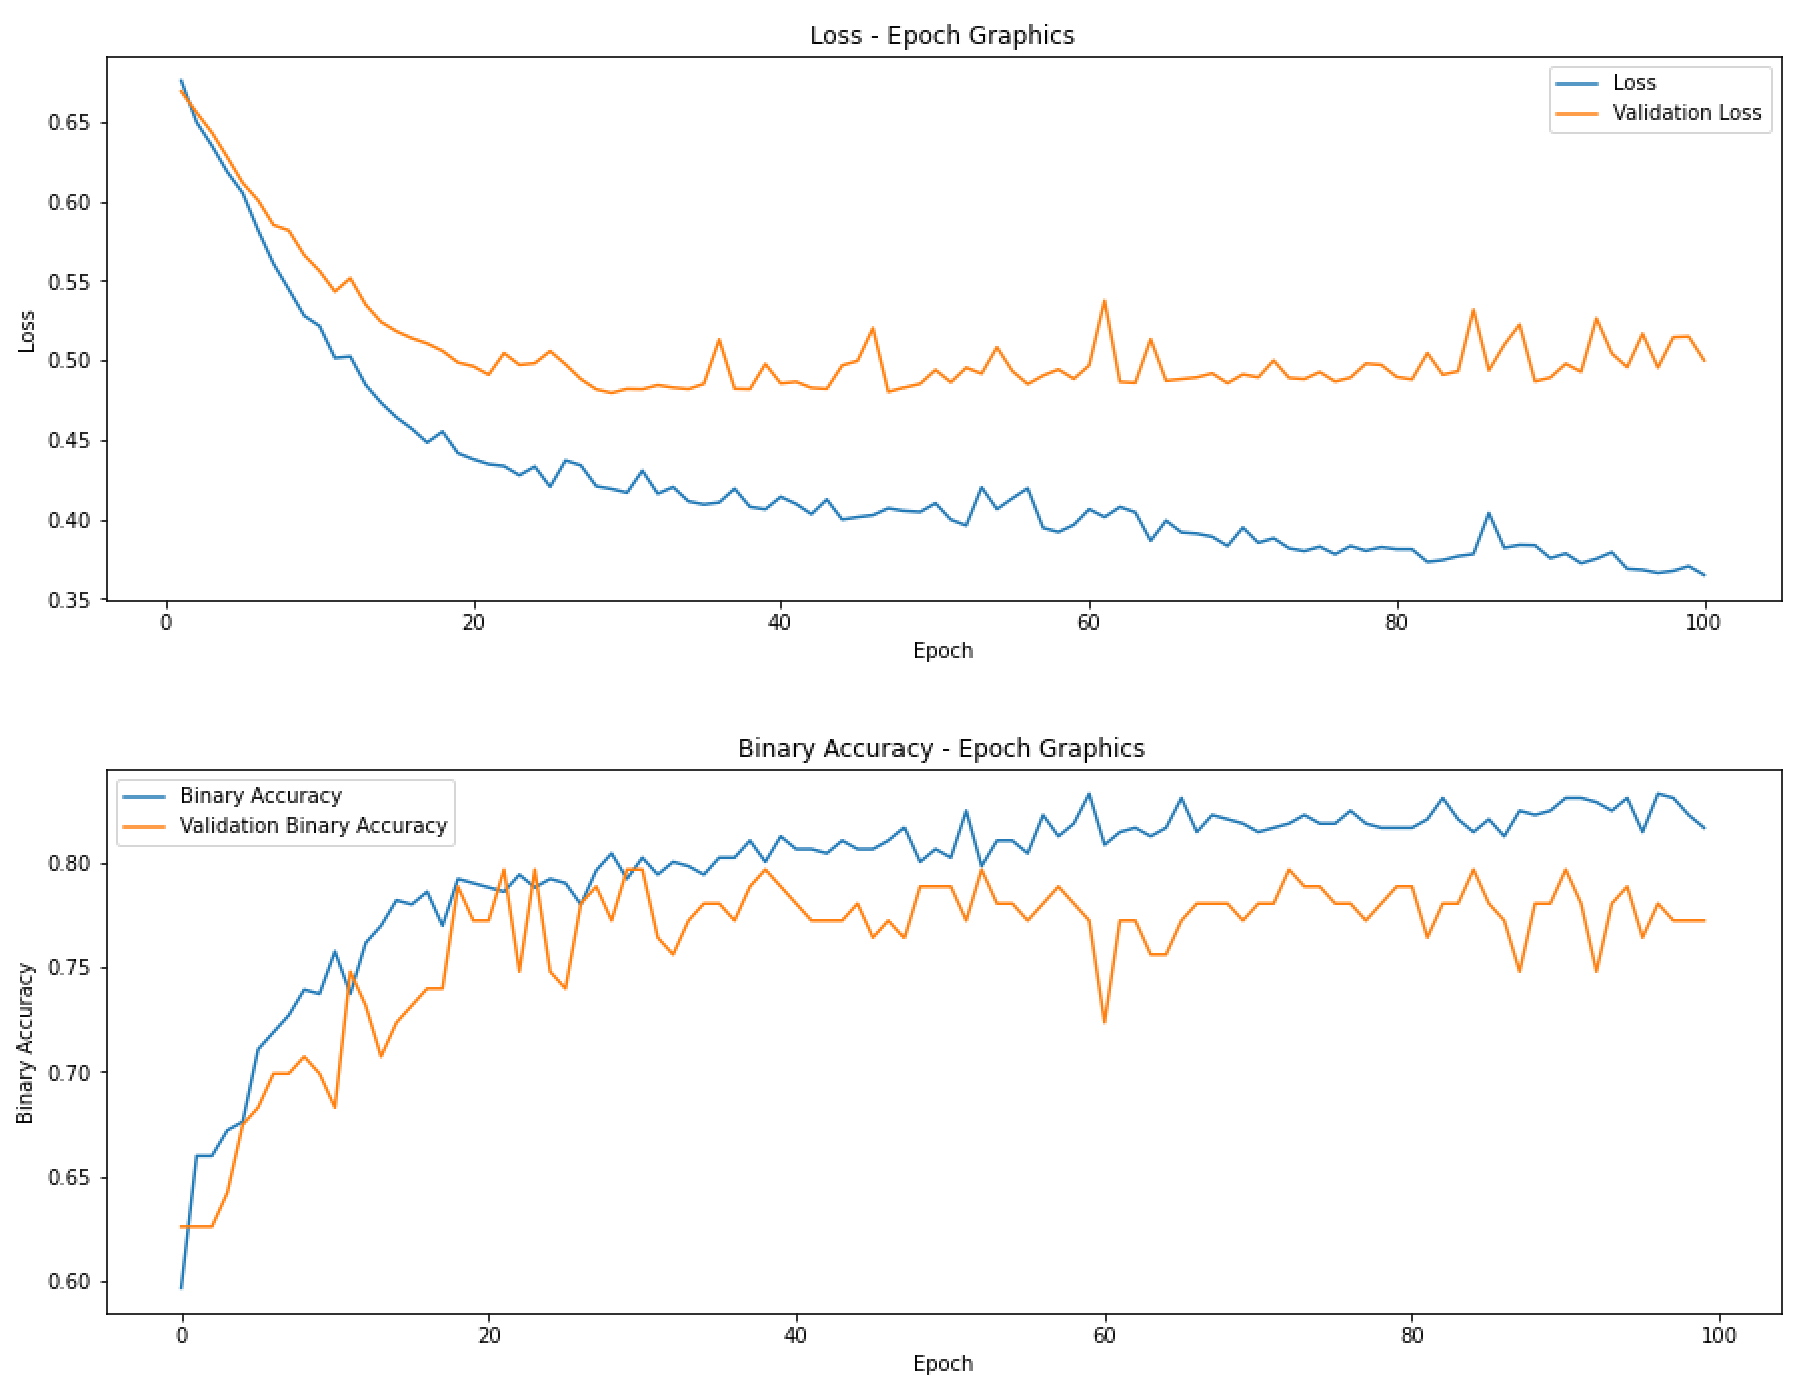 Loss - Epoch Graphics
Loss
Validation Loss
0.65
0.60
0.55
0.50
0.45
0.40
0.35
Loss
0 20 40 60 80 100
Epoch
Binary Accuracy - Epoch Graphics
Binary Accuracy
Validation Binary Accuracy
0.80
0.75
0.70
0.65
0.60
Binary Accuracy
0 20 40 60 80 100
Epoch